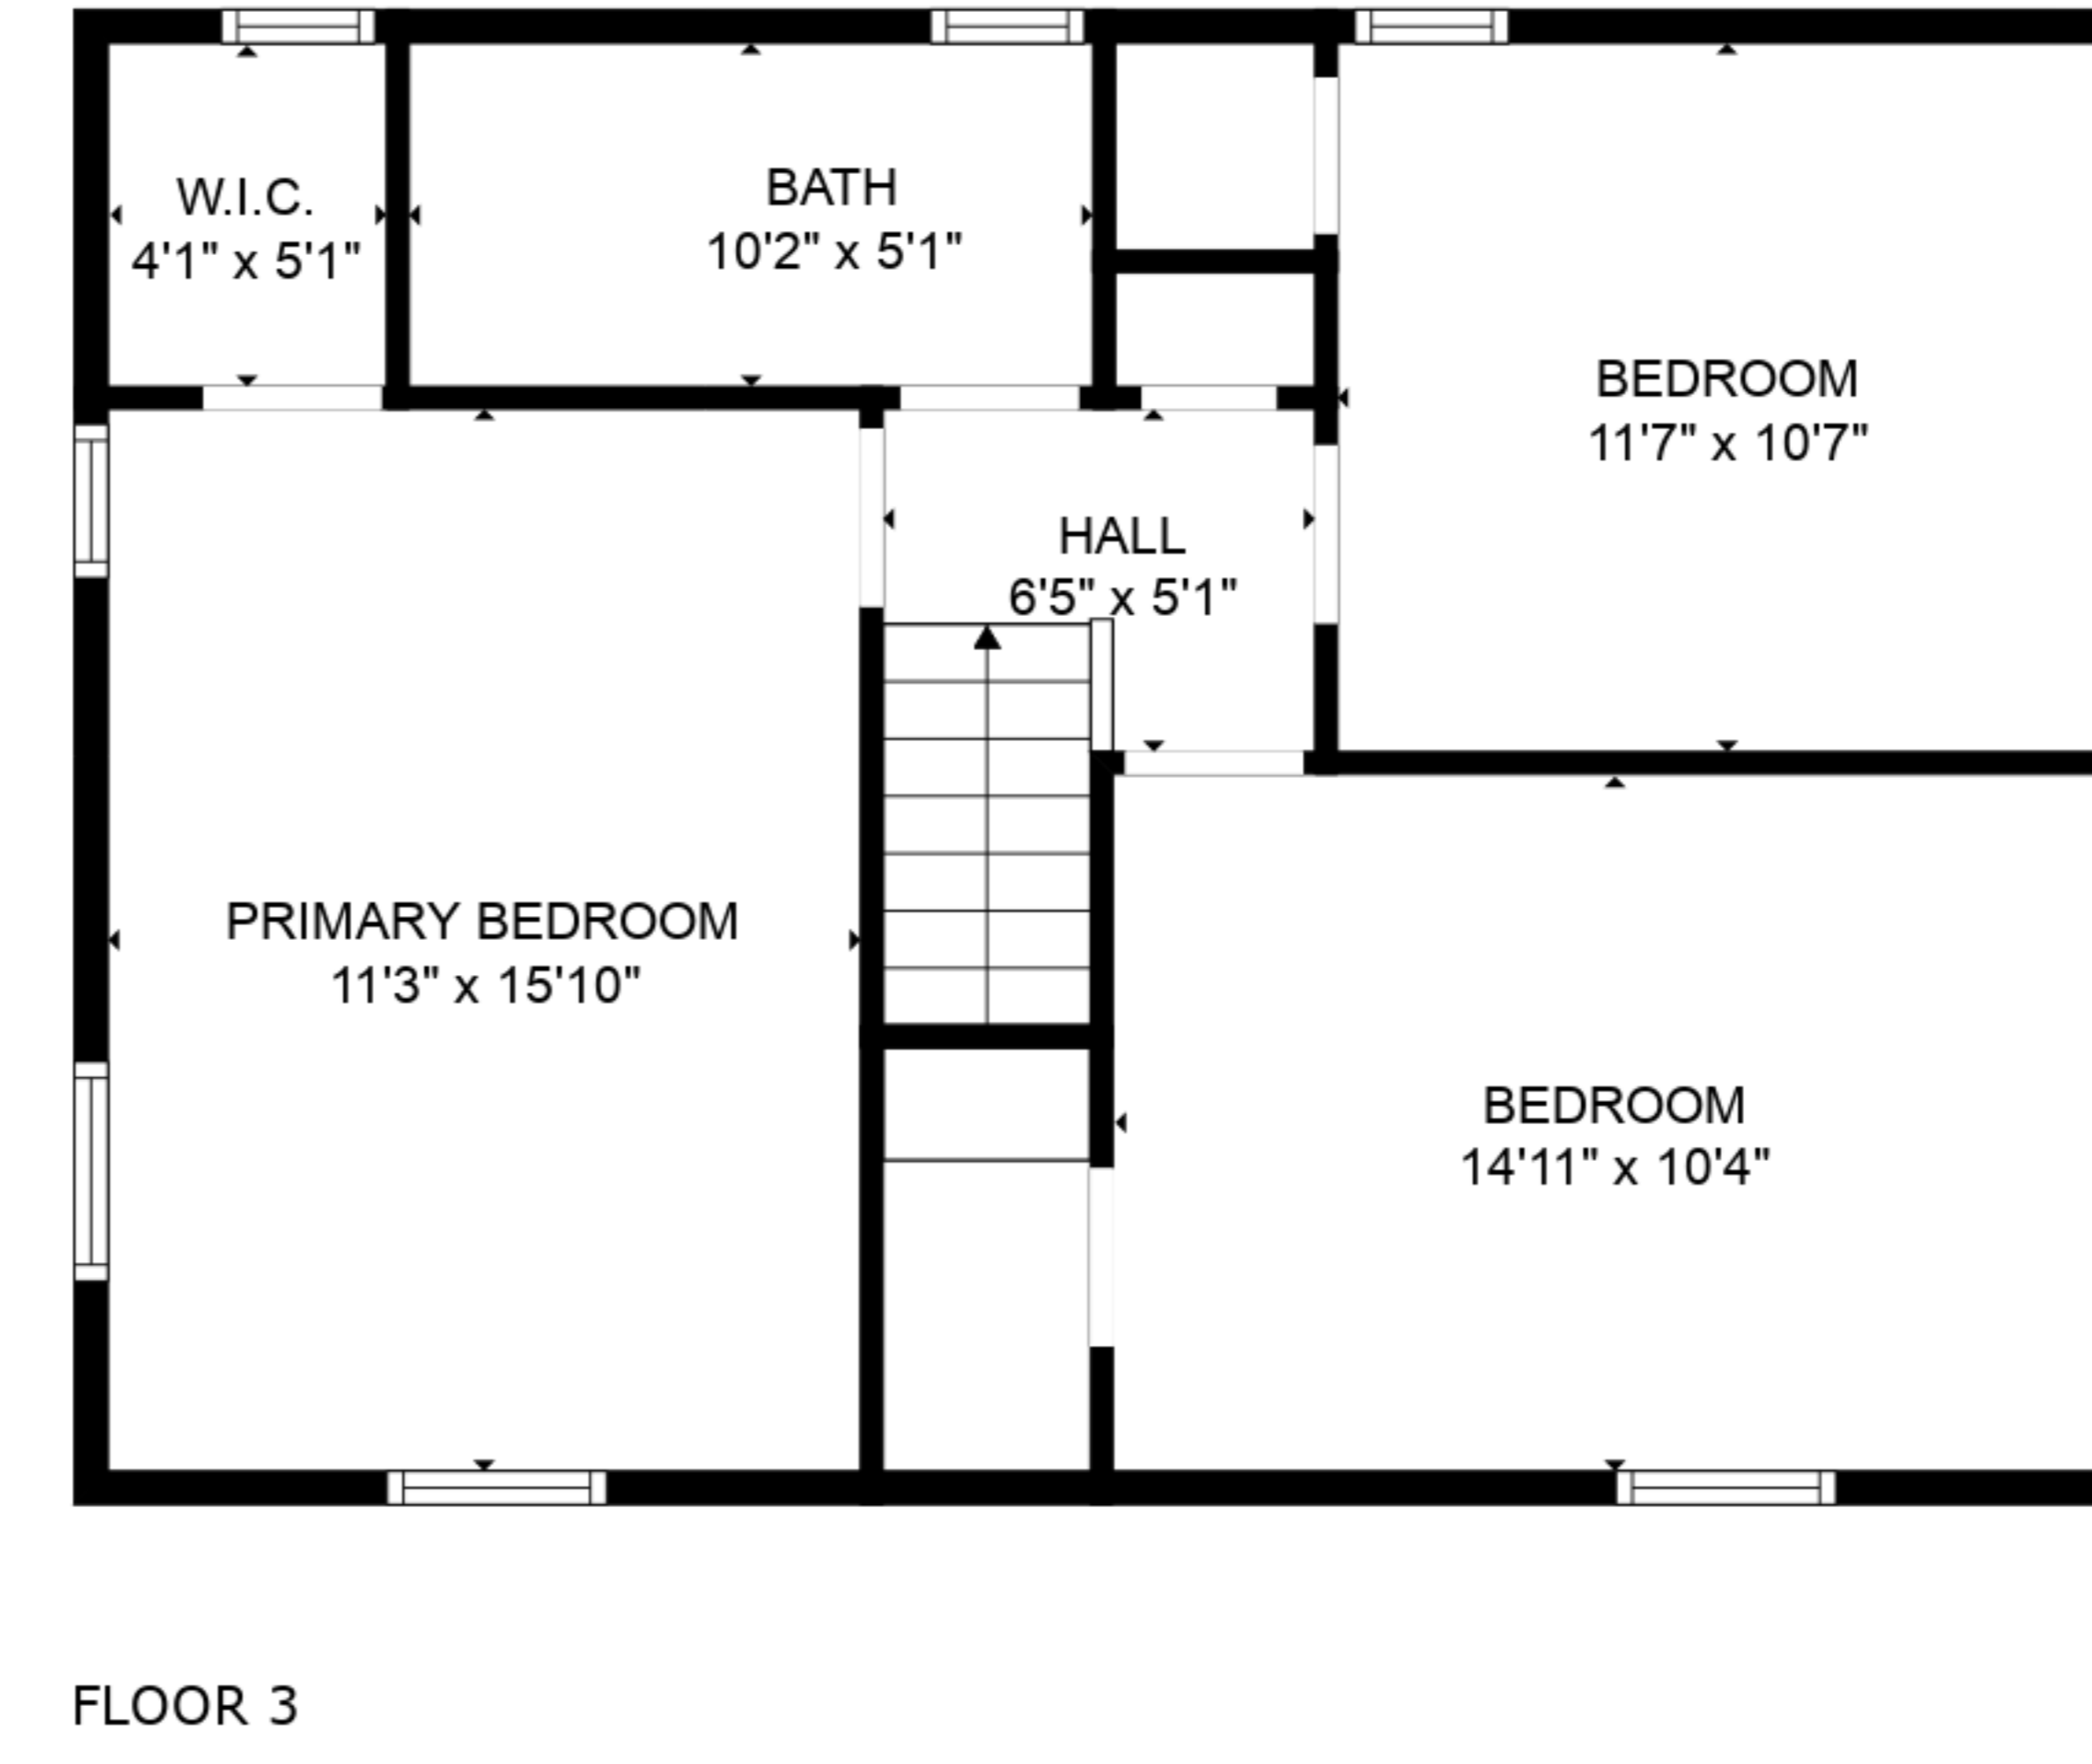 W.I.C.
4'1" x 5'1"
BATH
10'2" x 5'1"
BEDROOM
11'7" x 10'7"
HALL
6'5" x 5'1"
PRIMARY BEDROOM
11'3" x 15'10"
BEDROOM
14'11" x 10'4"
FLOOR 3